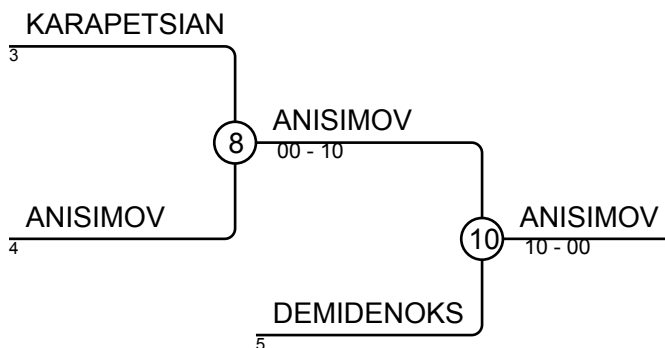 KARAPETSIAN
3
ANISIMOV
8
00 - 10
ANISIMOV
4
ANISIMOV
10
10 - 00
DEMIDENOKS
5